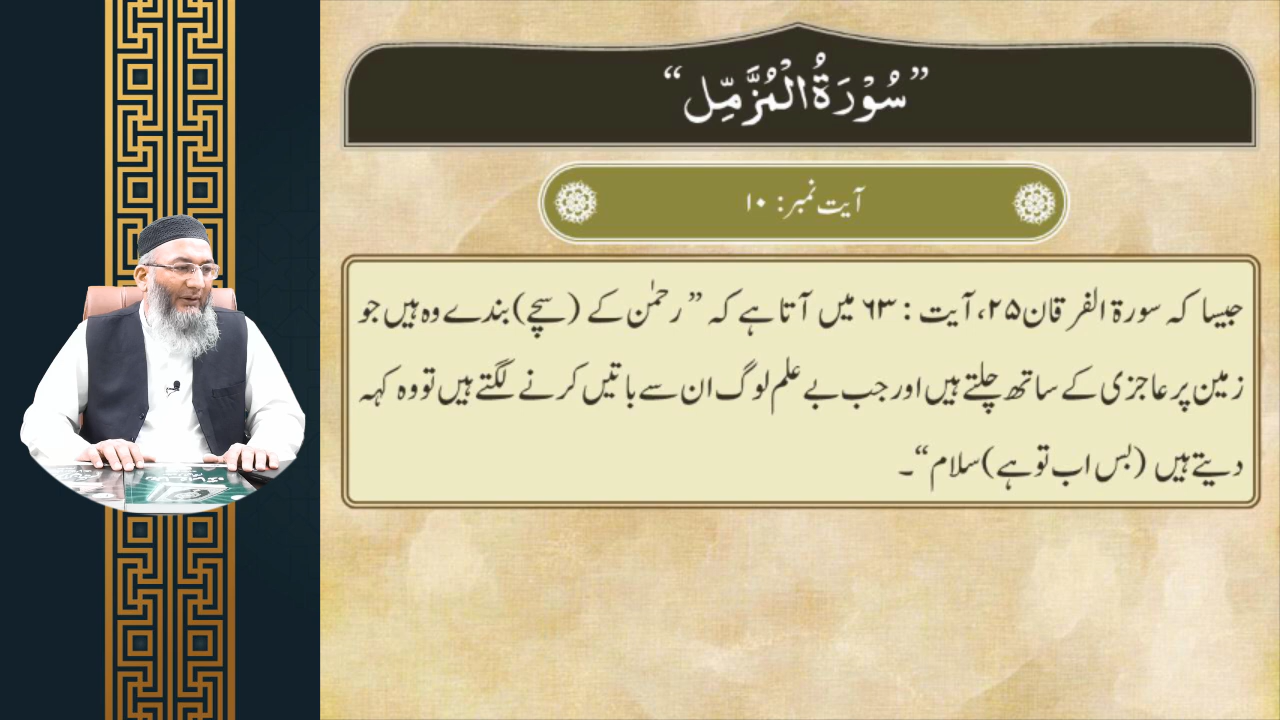 ”سُوْرَۃُ الْمُزَّمِّل“
آیت نمبر: ۱۰
جیسا کہ سورۃ الفرقان۲۵، آیت : ۶۳ میں آتا ہے کہ ”رحمٰن کے (سچے) بندے وہ ہیں جو
زمین پر عاجزی کے ساتھ چلتے ہیں اور جب بے علم لوگ ان سے باتیں کرنے لگتے ہیں تو وہ کہہ
دیتے ہیں (بس اب تو ہے) سلام“۔